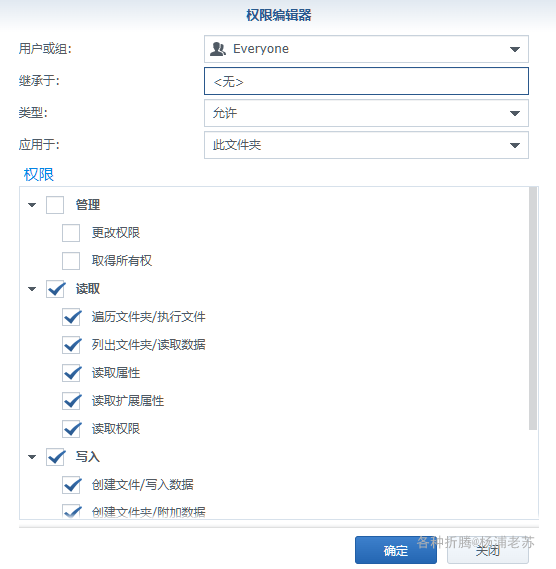 权限编辑器
用户或组: Everyone
继承于: <无>
类型: 允许
应用于: 此文件夹
权限
管理
更改权限
取得所有权
读取
遍历文件夹/执行文件
列出文件夹/读取数据
读取属性
读取扩展属性
读取权限
写入
创建文件/写入数据
创建文件夹/附加数据
确定 关闭
各种折腾@杨浦老苏